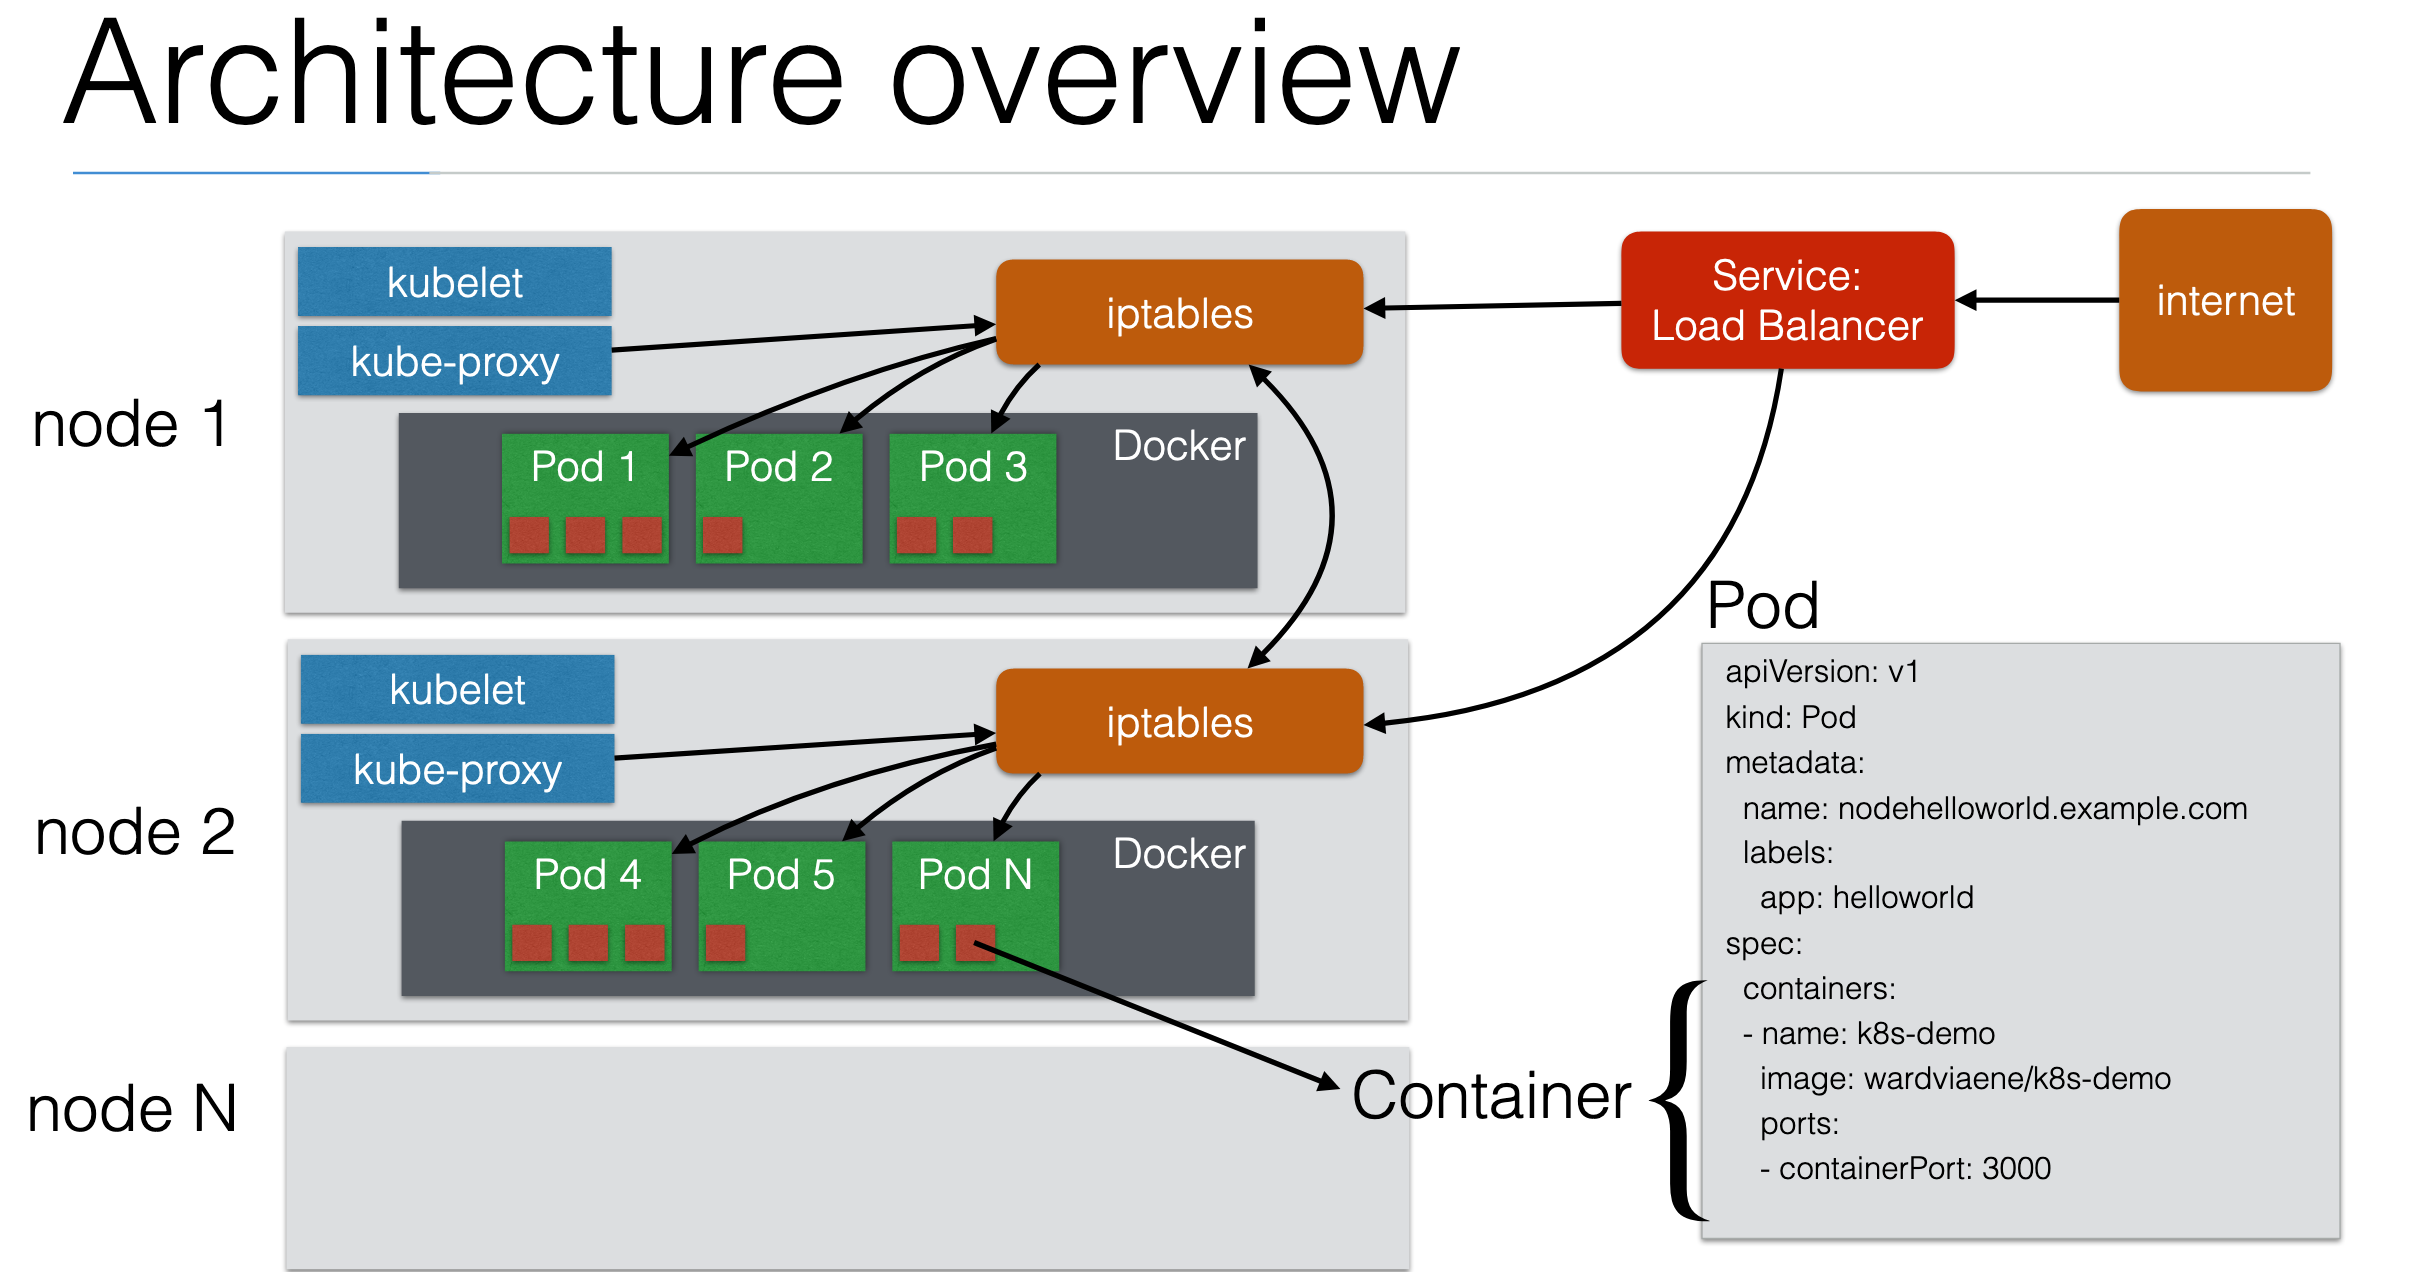 Architecture overview
node 1
kubelet
kube-proxy
iptables
Docker
Pod 1
Pod 2
Pod 3
Service:
Load Balancer
internet
node 2
kubelet
kube-proxy
iptables
Docker
Pod 4
Pod 5
Pod N
node N
Container
Pod
apiVersion: v1
kind: Pod
metadata:
  name: nodehelloworld.example.com
  labels:
    app: helloworld
spec:
  containers:
  - name: k8s-demo
    image: wardviaene/k8s-demo
    ports:
    - containerPort: 3000